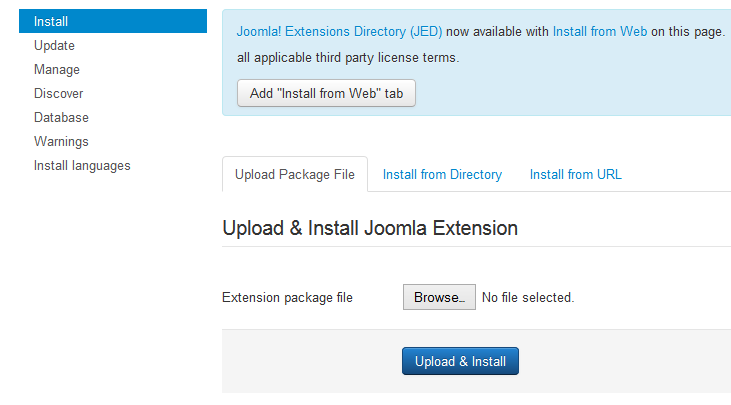 Install
Update
Manage
Discover
Database
Warnings
Install languages
Joomla! Extensions Directory (JED) now available with Install from Web on this page.
all applicable third party license terms.
Add "Install from Web" tab
Upload Package File Install from Directory Install from URL
Upload & Install Joomla Extension
Extension package file Browse... No file selected.
Upload & Install